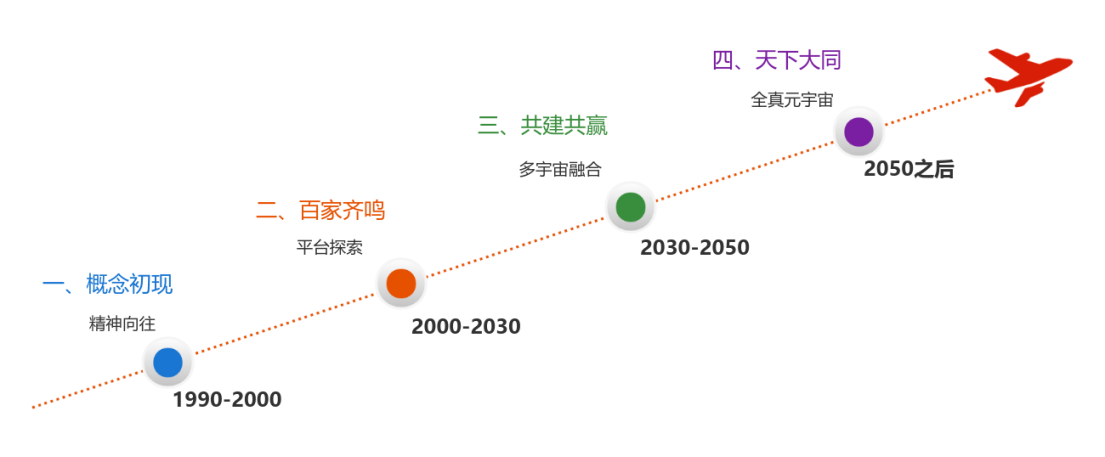 四、天下大同
全真元宇宙
2050之后
三、共建共赢
多宇宙融合
2030-2050
二、百家齐鸣
平台探索
2000-2030
一、概念初现
精神向往
1990-2000